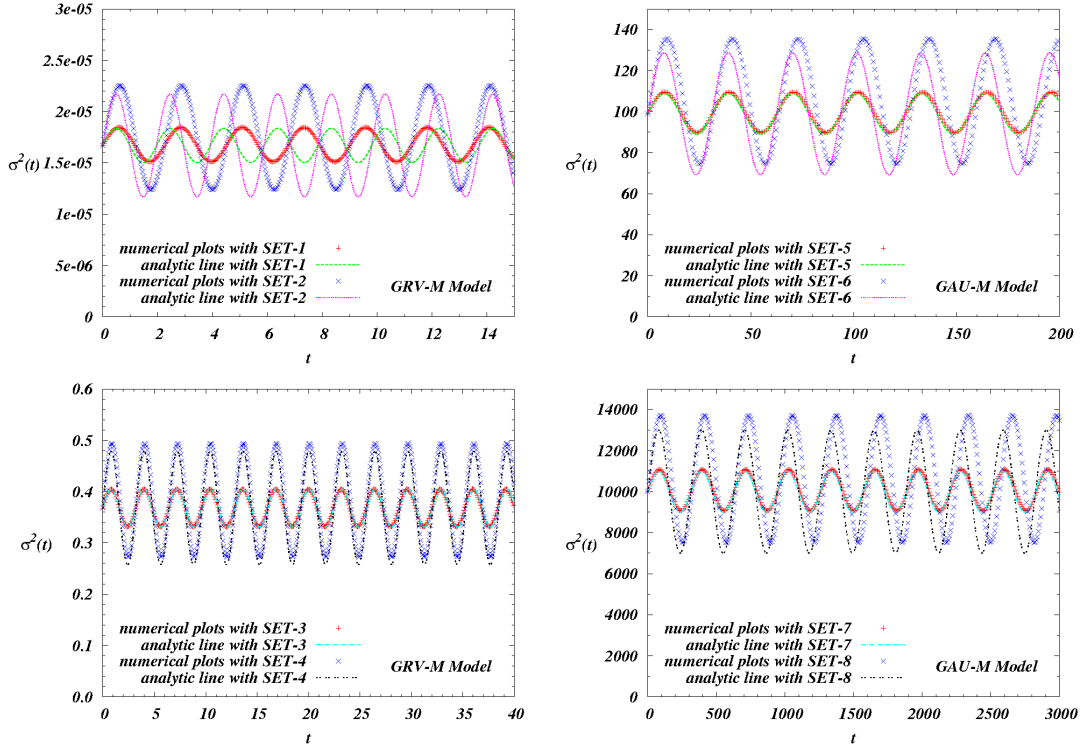 3e-05
2.5e-05
2e-05
σ²(t) 1.5e-05
1e-05
numerical plots with SET-1
5e-06
analytic line with SET-1
numerical plots with SET-2
GRV-M Model
analytic line with SET-2
0
0 2 4 6 8 10 12 14
t
140
120
100
σ²(t)
80
60
numerical plots with SET-5
40
analytic line with SET-5
numerical plots with SET-6
20
GAU-M Model
analytic line with SET-6
0
0 50 100 150 200
t
0.6
0.5
0.4
σ²(t)
0.3
0.2
numerical plots with SET-3
0.1
analytic line with SET-3
numerical plots with SET-4
GRV-M Model
analytic line with SET-4
0.0
0 5 10 15 20 25 30 35 40
t
14000
12000
10000
σ²(t) 8000
6000
4000
numerical plots with SET-7
analytic line with SET-7
2000
numerical plots with SET-8
GAU-M Model
analytic line with SET-8
0
0 500 1000 1500 2000 2500 3000
t